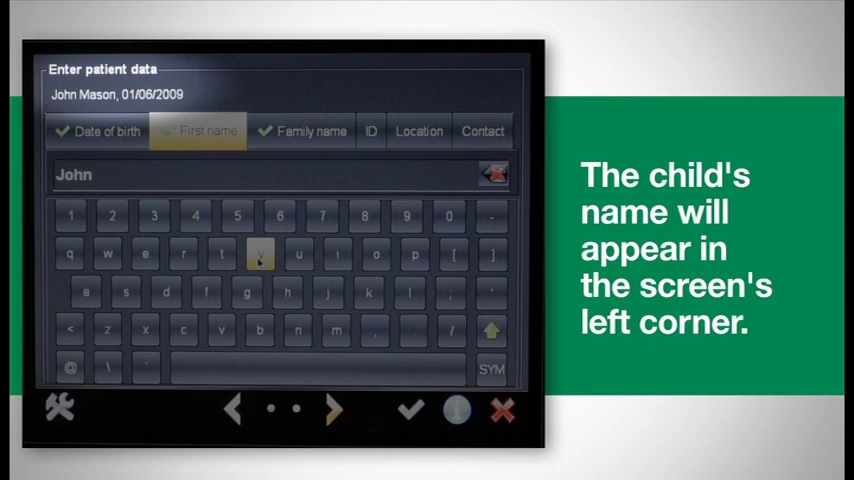 Enter patient data
John Mason, 01/06/2009
Date of birth First name Family name ID Location Contact
John
1 2 3 4 5 6 7 8 9 0 -
q w e r t y u i o p [ ]
a s d f g h j k l ; '
< z x c v b n m , . / 
@ \ SYM
The child's
name will
appear in
the screen's
left corner.